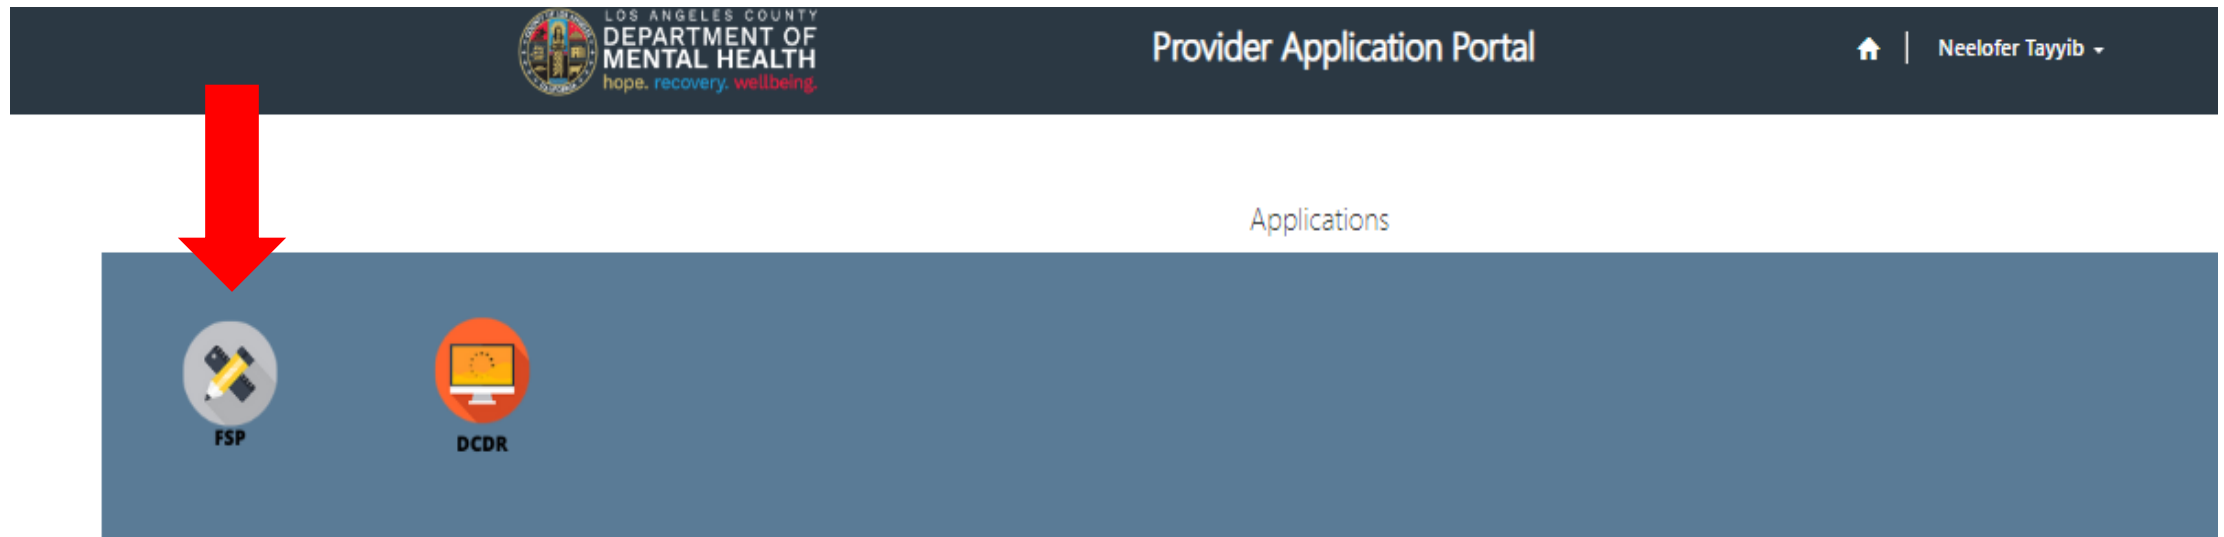 LOS ANGELES COUNTY
DEPARTMENT OF
MENTAL HEALTH
hope. recovery. wellbeing.
Provider Application Portal
Neelofer Tayyib
Applications
FSP
DCDR